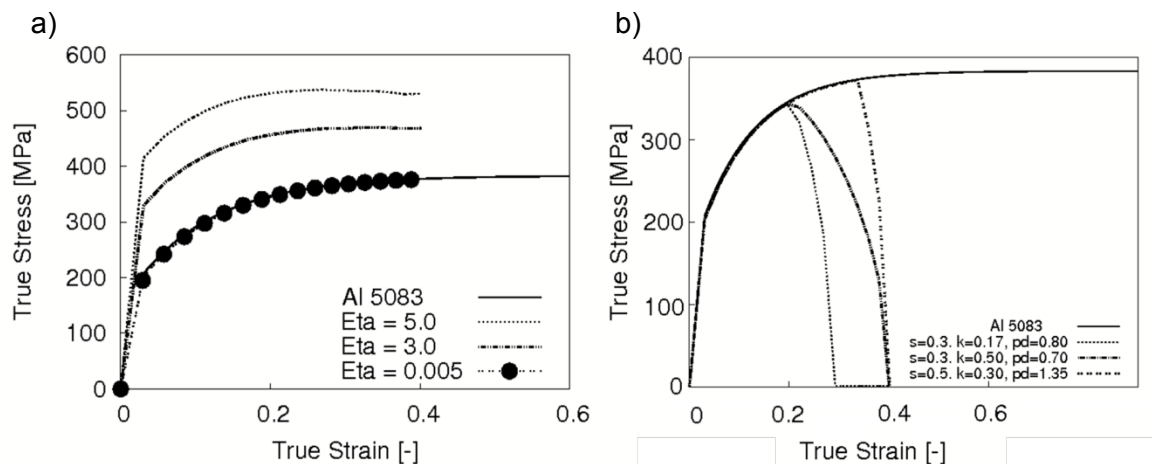 a)
600
500
400
300
200
100
0
True Stress [MPa]
Al 5083
Eta = 5.0
Eta = 3.0
Eta = 0.005
0 0.2 0.4 0.6
True Strain [-]
b)
400
300
200
100
0
True Stress [MPa]
Al 5083
s=0.3. k=0.17, pd=0.80
s=0.3. k=0.50, pd=0.70
s=0.5. k=0.30, pd=1.35
0 0.2 0.4 0.6
True Strain [-]